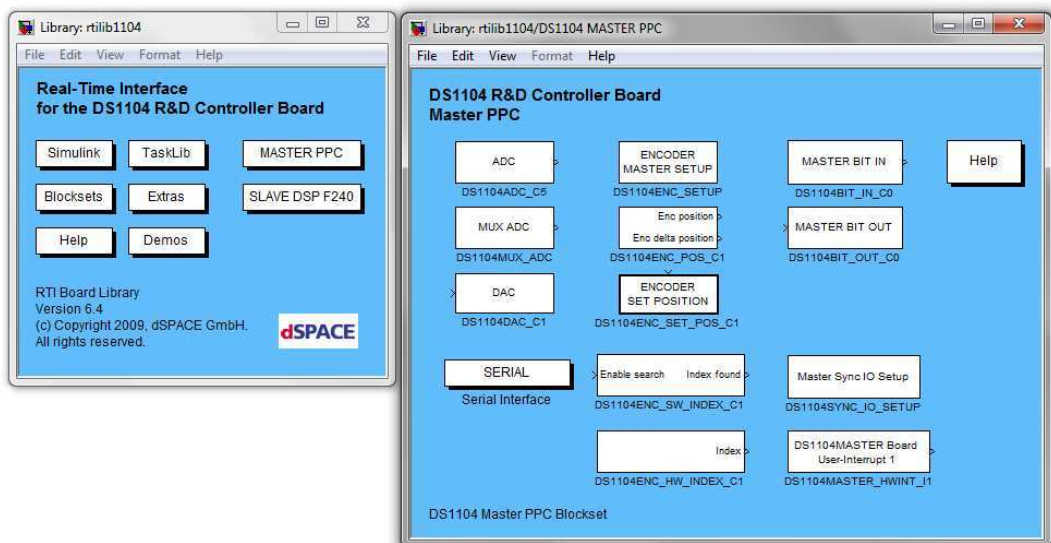 Library: rtilib1104
File Edit View Format Help
Real-Time Interface
for the DS1104 R&D Controller Board
Simulink TaskLib MASTER PPC
Blocksets Extras SLAVE DSP F240
Help Demos
RTI Board Library
Version 6.4
(c) Copyright 2009, dSPACE GmbH.
All rights reserved.
dSPACE
Library: rtilib1104/DS1104 MASTER PPC
File Edit View Format Help
DS1104 R&D Controller Board
Master PPC
ADC
DS1104ADC_C5
ENCODER
MASTER SETUP
DS1104ENC_SETUP
MASTER BIT IN
DS1104BIT_IN_C0
Help
MUX ADC
DS1104MUX_ADC
Enc position
Enc delta position
DS1104ENC_POS_C1
MASTER BIT OUT
DS1104BIT_OUT_C0
DAC
DS1104DAC_C1
ENCODER
SET POSITION
DS1104ENC_SET_POS_C1
SERIAL
Serial Interface
Enable search Index found
DS1104ENC_SW_INDEX_C1
Master Sync IO Setup
DS1104SYNC_IO_SETUP
Index
DS1104ENC_HW_INDEX_C1
DS1104MASTER Board
User-Interrupt 1
DS1104MASTER_HWINT_I1
DS1104 Master PPC Blockset